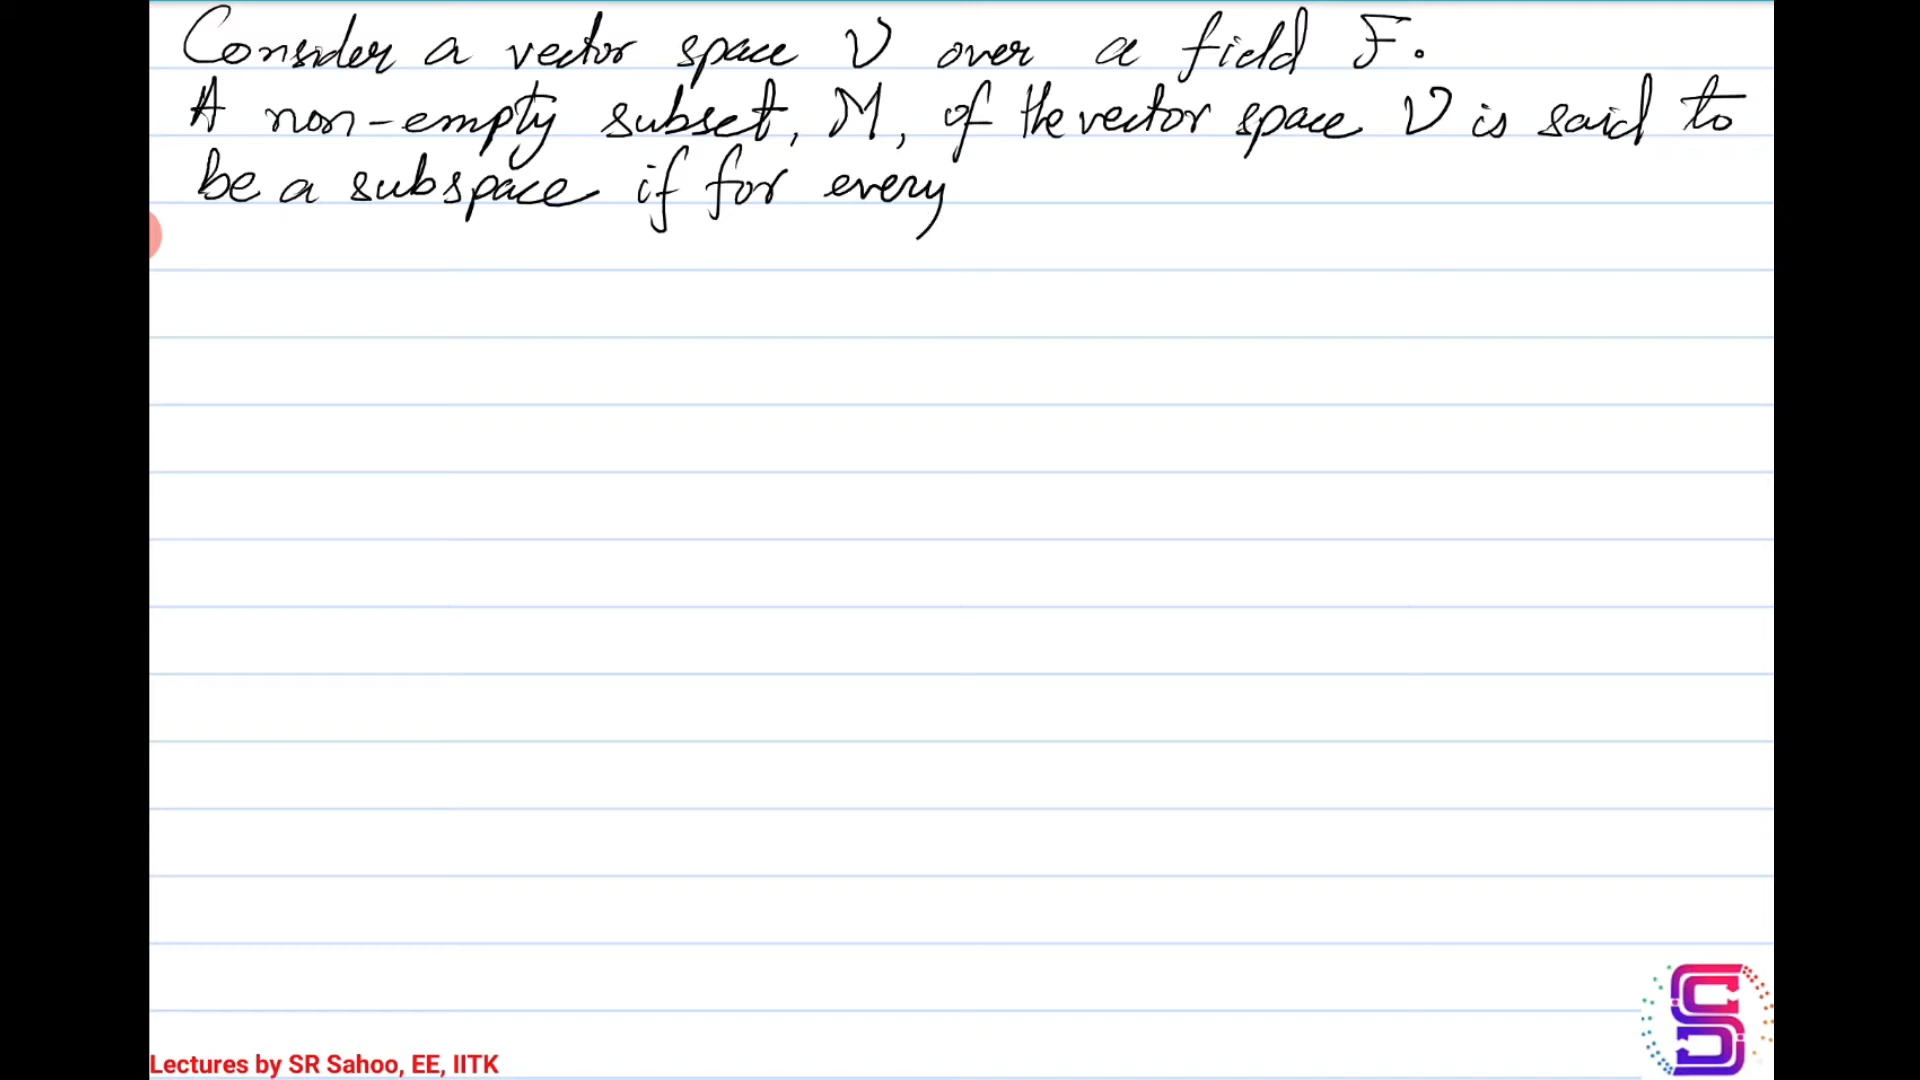 Consider a vector space V over a field F.
A non-empty subset, M, of the vector space V is said to
be a subspace if for every
Lectures by SR Sahoo, EE, IITK